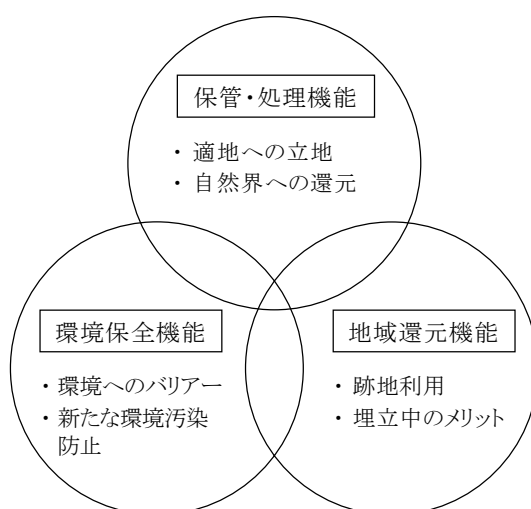 保管・処理機能
・ 適地への立地
・ 自然界への還元
環境保全機能
・ 環境へのバリアー
・ 新たな環境汚染
防止
地域還元機能
・ 跡地利用
・ 埋立中のメリット